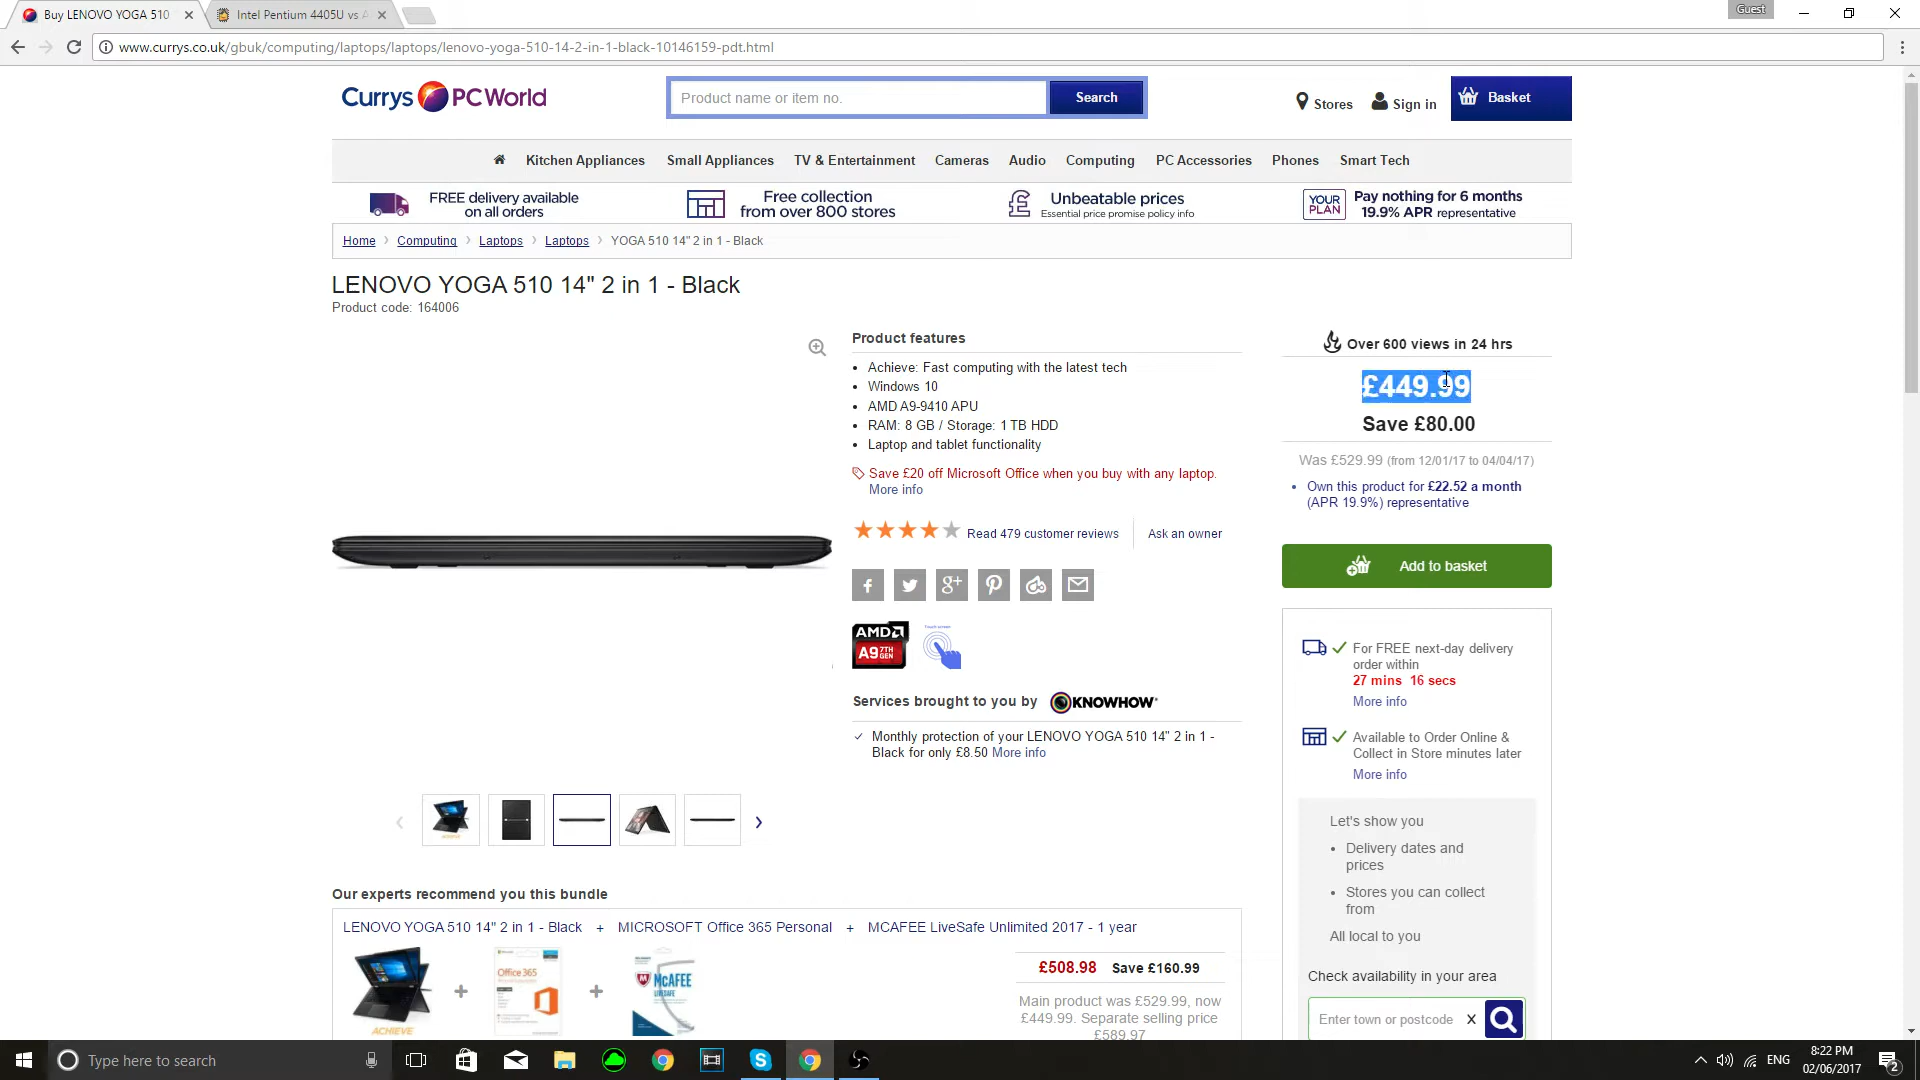 Buy LENOVO YOGA 510
Intel Pentium 4405U vs A
Guest
www.currys.co.uk/gbuk/computing/laptops/laptops/lenovo-yoga-510-14-2-in-1-black-10146159-pdt.html
Currys PC World
Product name or item no.
Search
Stores
Sign in
Basket
Kitchen Appliances
Small Appliances
TV & Entertainment
Cameras
Audio
Computing
PC Accessories
Phones
Smart Tech
FREE delivery available
on all orders
Free collection
from over 800 stores
Unbeatable prices
Essential price promise policy info
YOUR
PLAN
Pay nothing for 6 months
19.9% APR representative
Home › Computing › Laptops › Laptops › YOGA 510 14" 2 in 1 - Black
LENOVO YOGA 510 14" 2 in 1 - Black
Product code: 164006
Product features
• Achieve: Fast computing with the latest tech
• Windows 10
• AMD A9-9410 APU
• RAM: 8 GB / Storage: 1 TB HDD
• Laptop and tablet functionality
Save £20 off Microsoft Office when you buy with any laptop.
More info
Read 479 customer reviews
Ask an owner
AMD
A9 7TH GEN
Touch screen
Services brought to you by KNOWHOW
Monthly protection of your LENOVO YOGA 510 14" 2 in 1 -
Black for only £8.50 More info
Over 600 views in 24 hrs
£449.99
Save £80.00
Was £529.99 (from 12/01/17 to 04/04/17)
• Own this product for £22.52 a month
(APR 19.9%) representative
Add to basket
For FREE next-day delivery
order within
27 mins 16 secs
More info
Available to Order Online &
Collect in Store minutes later
More info
Let's show you
• Delivery dates and
prices
• Stores you can collect
from
All local to you
Check availability in your area
Enter town or postcode X
ACHIEVE
Our experts recommend you this bundle
LENOVO YOGA 510 14" 2 in 1 - Black + MICROSOFT Office 365 Personal + McAFEE LiveSafe Unlimited 2017 - 1 year
ACHIEVE
+
Office 365
+
McAFEE
LIVESAFE
£508.98 Save £160.99
Main product was £529.99, now
£449.99. Separate selling price
£589.97
Type here to search
ENG
8:22 PM
02/06/2017
2